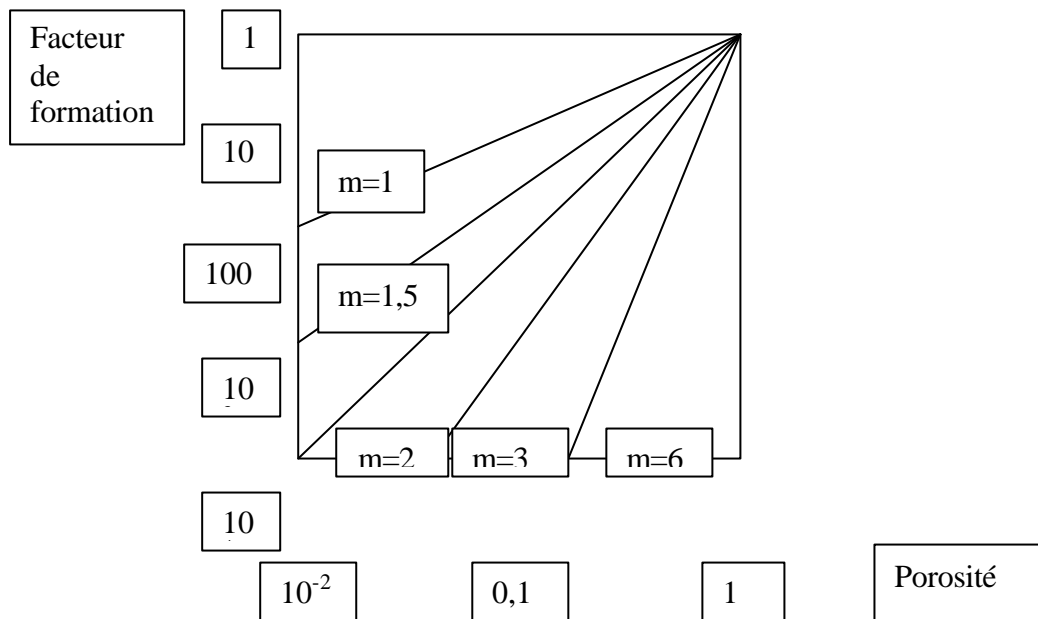 Facteur
de
formation
1
10
m=1
100
m=1,5
10
m=2
m=3
m=6
10
10⁻²
0,1
1
Porosité